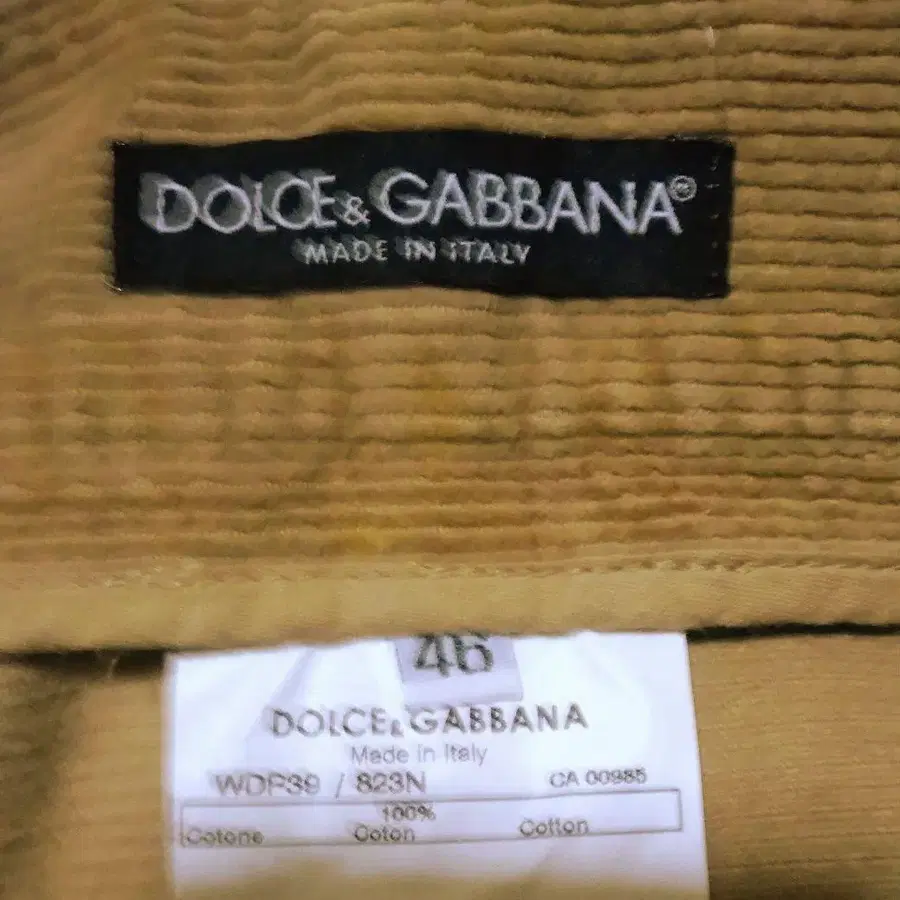 DOLCE & GABBANA®
MADE IN ITALY
46
DOLCE & GABBANA
Made in Italy
WDP39 / 823N CA 00985
100%
Cotone Coton Cotton